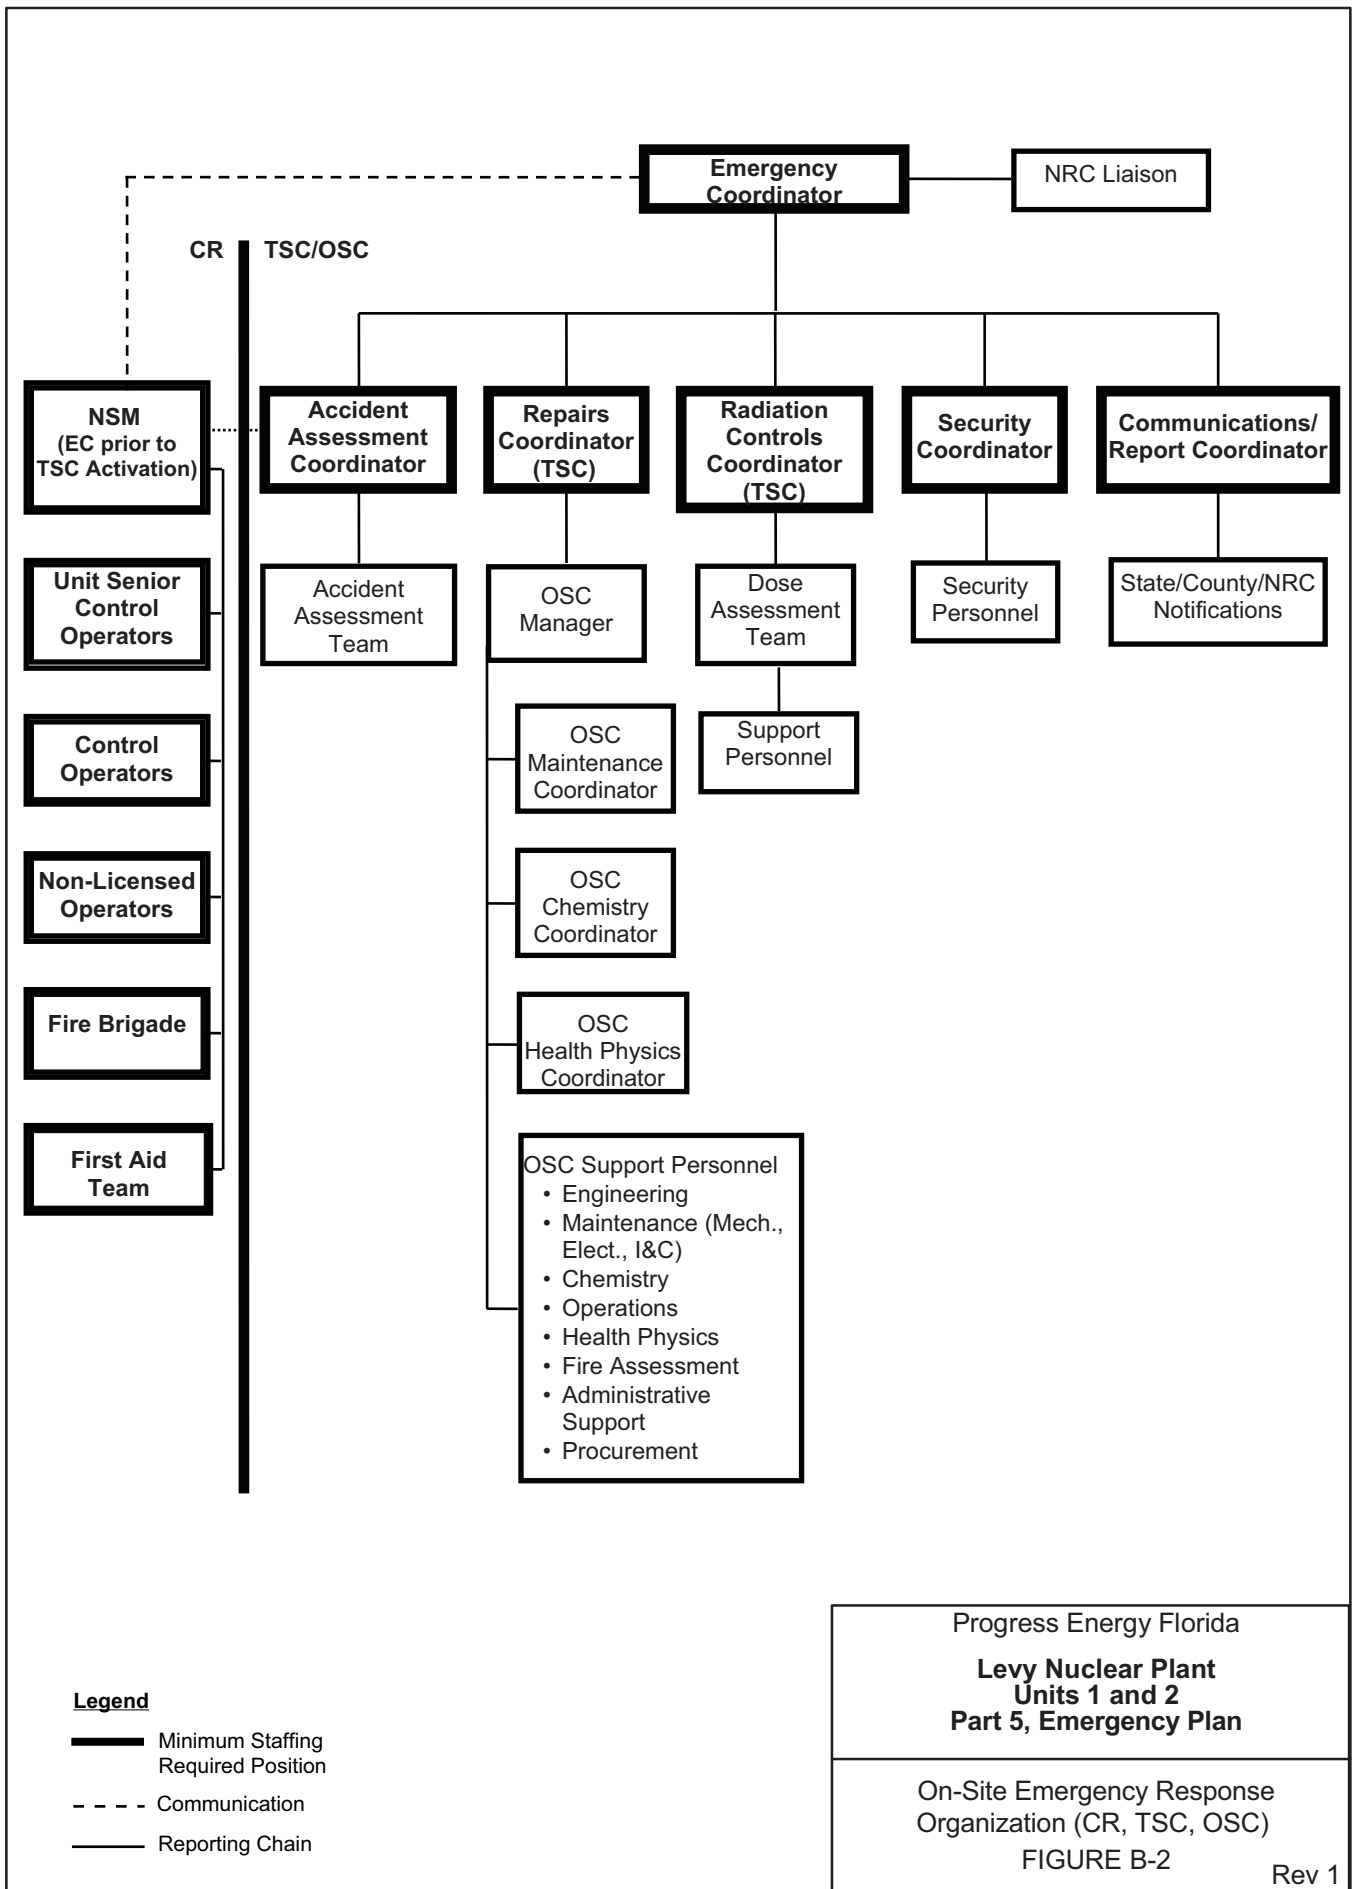 Emergency
Coordinator
NRC Liaison
CR
TSC/OSC
NSM
(EC prior to
TSC Activation)
Accident
Assessment
Coordinator
Repairs
Coordinator
(TSC)
Radiation
Controls
Coordinator
(TSC)
Security
Coordinator
Communications/
Report Coordinator
Unit Senior
Control
Operators
Accident
Assessment
Team
OSC
Manager
Dose
Assessment
Team
Security
Personnel
State/County/NRC
Notifications
Control
Operators
OSC
Maintenance
Coordinator
Support
Personnel
Non-Licensed
Operators
OSC
Chemistry
Coordinator
Fire Brigade
OSC
Health Physics
Coordinator
First Aid
Team
OSC Support Personnel
• Engineering
• Maintenance (Mech.,
Elect., I&C)
• Chemistry
• Operations
• Health Physics
• Fire Assessment
• Administrative
Support
• Procurement
Legend
Minimum Staffing
Required Position
Communication
Reporting Chain
Progress Energy Florida
Levy Nuclear Plant
Units 1 and 2
Part 5, Emergency Plan
On-Site Emergency Response
Organization (CR, TSC, OSC)
FIGURE B-2
Rev 1